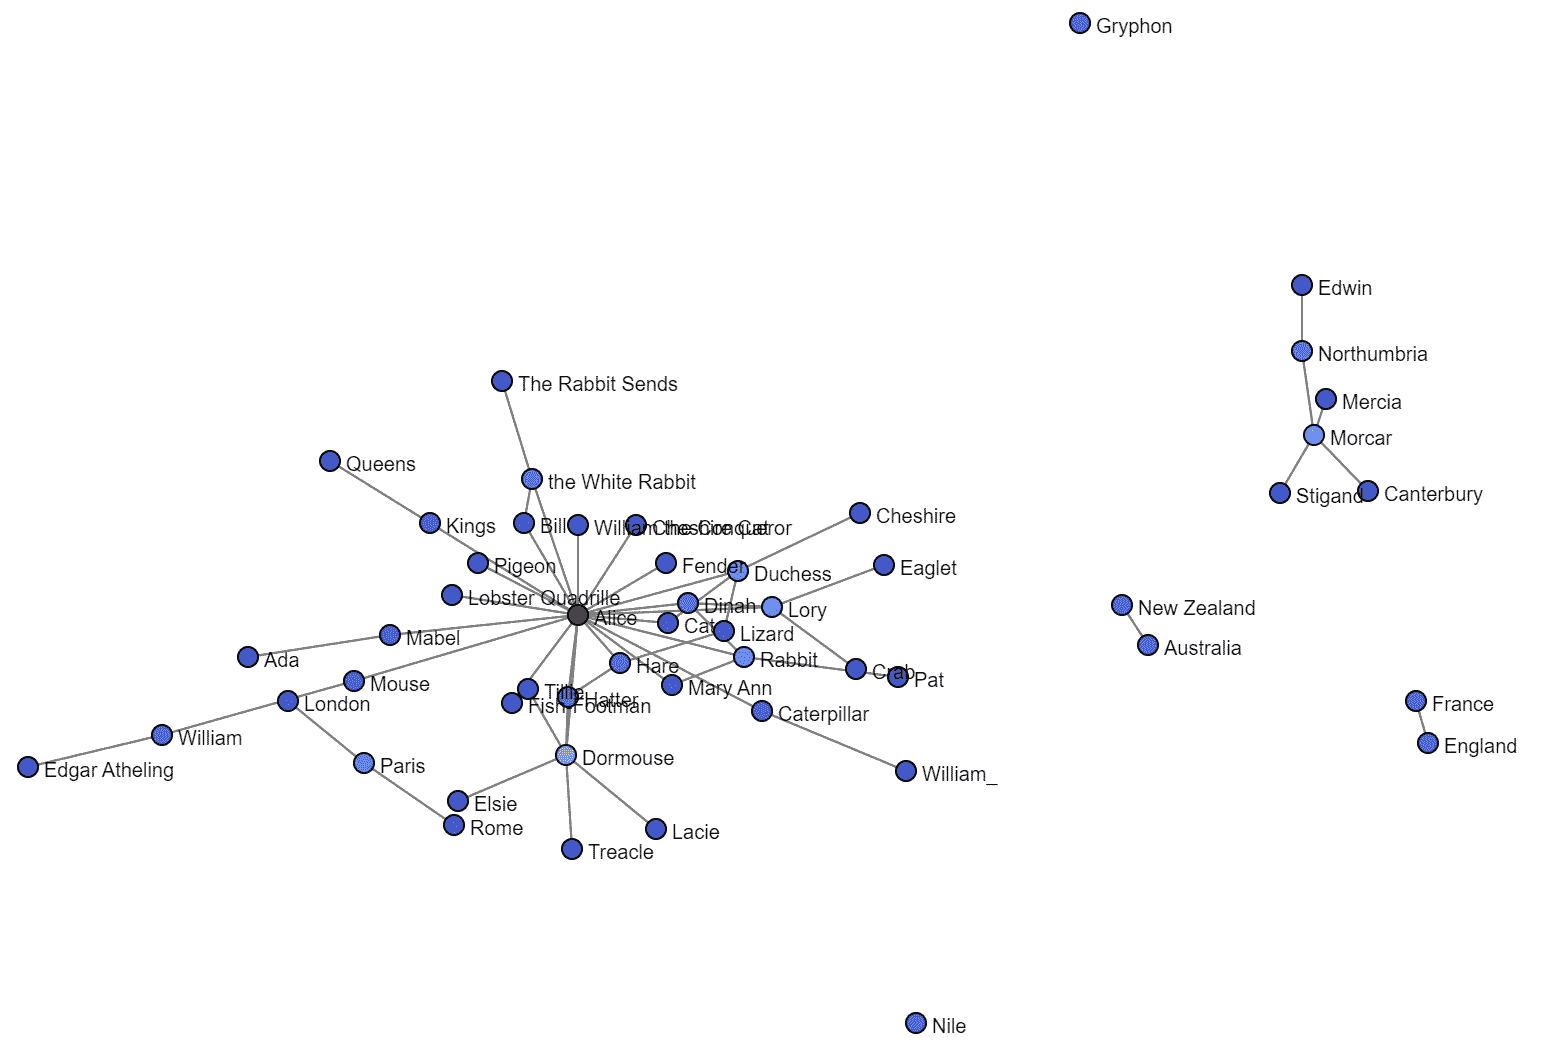 Gryphon
Edwin
Northumbria
The Rabbit Sends
Mercia
Morcar
Queens
the White Rabbit
Stigand
Canterbury
Kings
Bill
William the Conqueror
Cheshire Cat
Cheshire
Pigeon
Fender
Duchess
Eaglet
Lobster Quadrille
Dinah
Lory
New Zealand
Alice
Cat
Lizard
Mabel
Australia
Ada
Hare
Rabbit
Crab
Pat
Mouse
Tillie
Mary Ann
London
Fish-Footman
Hatter
France
Caterpillar
William
England
Edgar Atheling
Paris
Dormouse
William_
Elsie
Rome
Lacie
Treacle
Nile